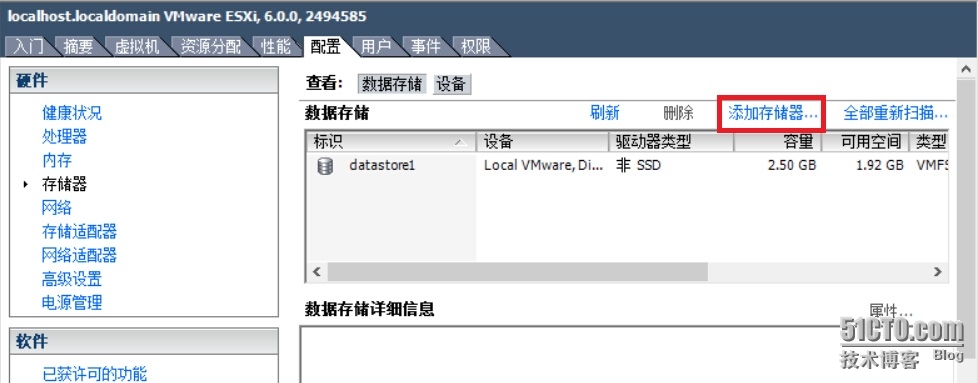 localhost.localdomain VMware ESXi, 6.0.0, 2494585
入门 摘要 虚拟机 资源分配 性能 配置 用户 事件 权限
硬件
健康状况
处理器
内存
存储器
网络
存储适配器
网络适配器
高级设置
电源管理
软件
已获许可的功能
查看: 数据存储 设备
数据存储 刷新 删除 添加存储器... 全部重新扫描...
标识 设备 驱动器类型 容量 可用空间 类型
datastore1 Local VMware, Di... 非 SSD 2.50 GB 1.92 GB VMFS
数据存储详细信息 属性...
51CTO.com
技术博客 Blog